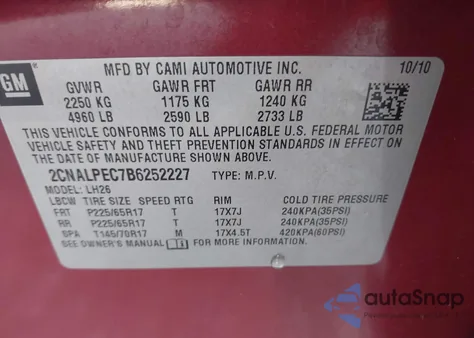 GM
MFD BY CAMI AUTOMOTIVE INC. 10/10
GVWR GAWR FRT GAWR RR
2250 KG 1175 KG 1240 KG
4960 LB 2590 LB 2733 LB
THIS VEHICLE CONFORMS TO ALL APPLICABLE U.S. FEDERAL MOTOR
VEHICLE SAFETY AND THEFT PREVENTION STANDARDS IN EFFECT ON
THE DATE OF MANUFACTURE SHOWN ABOVE.
2CNALPEC7B6252227 TYPE: M.P.V.
MODEL: LH26
LBCW TIRE SIZE SPEED RTG RIM COLD TIRE PRESSURE
FRT P225/65R17 T 17X7J 240KPA(35PSI)
RR P225/65R17 T 17X7J 240KPA(35PSI)
SPA T145/70R17 M 17X4.5T 420KPA(60PSI)
SEE OWNER'S MANUAL
autoSnap
POWERED BY